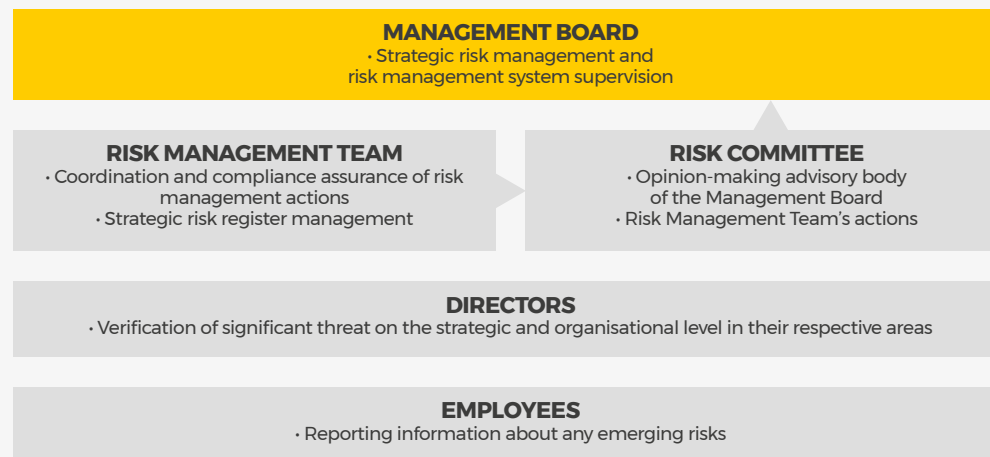 MANAGEMENT BOARD
• Strategic risk management and
risk management system supervision
RISK MANAGEMENT TEAM
• Coordination and compliance assurance of risk
management actions
• Strategic risk register management
RISK COMMITTEE
• Opinion-making advisory body
of the Management Board
• Risk Management Team’s actions
DIRECTORS
• Verification of significant threat on the strategic and organisational level in their respective areas
EMPLOYEES
• Reporting information about any emerging risks